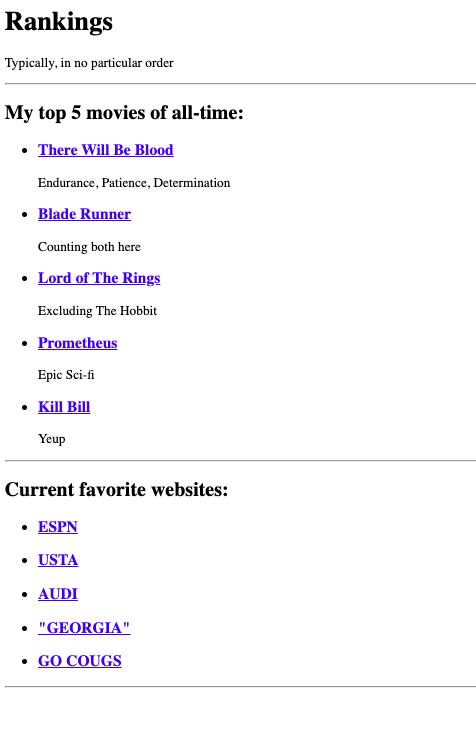 Rankings
Typically, in no particular order
My top 5 movies of all-time:
There Will Be Blood
Endurance, Patience, Determination
Blade Runner
Counting both here
Lord of The Rings
Excluding The Hobbit
Prometheus
Epic Sci-fi
Kill Bill
Yeup
Current favorite websites:
ESPN
USTA
AUDI
"GEORGIA"
GO COUGS